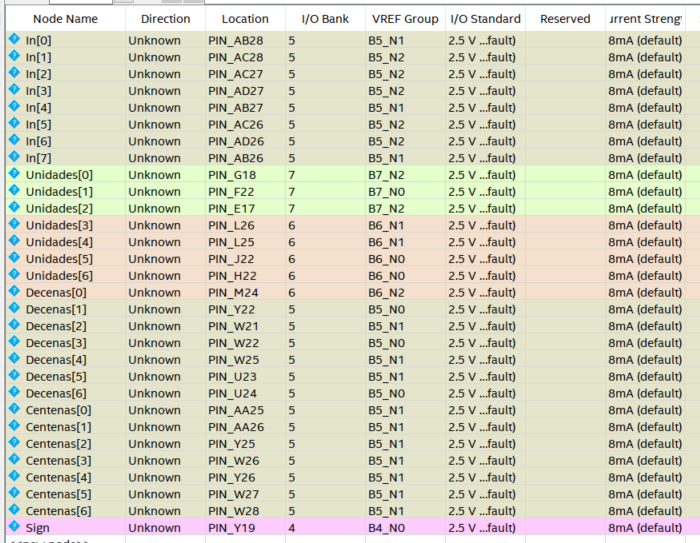 Node Name Direction Location I/O Bank VREF Group I/O Standard Reserved urrent Streng
In[0] Unknown PIN_AB28 5 B5_N1 2.5 V ...fault) 8mA (default)
In[1] Unknown PIN_AC28 5 B5_N2 2.5 V ...fault) 8mA (default)
In[2] Unknown PIN_AC27 5 B5_N2 2.5 V ...fault) 8mA (default)
In[3] Unknown PIN_AD27 5 B5_N2 2.5 V ...fault) 8mA (default)
In[4] Unknown PIN_AB27 5 B5_N1 2.5 V ...fault) 8mA (default)
In[5] Unknown PIN_AC26 5 B5_N2 2.5 V ...fault) 8mA (default)
In[6] Unknown PIN_AD26 5 B5_N2 2.5 V ...fault) 8mA (default)
In[7] Unknown PIN_AB26 5 B5_N1 2.5 V ...fault) 8mA (default)
Unidades[0] Unknown PIN_G18 7 B7_N2 2.5 V ...fault) 8mA (default)
Unidades[1] Unknown PIN_F22 7 B7_N0 2.5 V ...fault) 8mA (default)
Unidades[2] Unknown PIN_E17 7 B7_N2 2.5 V ...fault) 8mA (default)
Unidades[3] Unknown PIN_L26 6 B6_N1 2.5 V ...fault) 8mA (default)
Unidades[4] Unknown PIN_L25 6 B6_N1 2.5 V ...fault) 8mA (default)
Unidades[5] Unknown PIN_J22 6 B6_N0 2.5 V ...fault) 8mA (default)
Unidades[6] Unknown PIN_H22 6 B6_N0 2.5 V ...fault) 8mA (default)
Decenas[0] Unknown PIN_M24 6 B6_N2 2.5 V ...fault) 8mA (default)
Decenas[1] Unknown PIN_Y22 5 B5_N0 2.5 V ...fault) 8mA (default)
Decenas[2] Unknown PIN_W21 5 B5_N1 2.5 V ...fault) 8mA (default)
Decenas[3] Unknown PIN_W22 5 B5_N0 2.5 V ...fault) 8mA (default)
Decenas[4] Unknown PIN_W25 5 B5_N1 2.5 V ...fault) 8mA (default)
Decenas[5] Unknown PIN_U23 5 B5_N1 2.5 V ...fault) 8mA (default)
Decenas[6] Unknown PIN_U24 5 B5_N0 2.5 V ...fault) 8mA (default)
Centenas[0] Unknown PIN_AA25 5 B5_N1 2.5 V ...fault) 8mA (default)
Centenas[1] Unknown PIN_AA26 5 B5_N1 2.5 V ...fault) 8mA (default)
Centenas[2] Unknown PIN_Y25 5 B5_N1 2.5 V ...fault) 8mA (default)
Centenas[3] Unknown PIN_W26 5 B5_N1 2.5 V ...fault) 8mA (default)
Centenas[4] Unknown PIN_Y26 5 B5_N1 2.5 V ...fault) 8mA (default)
Centenas[5] Unknown PIN_W27 5 B5_N1 2.5 V ...fault) 8mA (default)
Centenas[6] Unknown PIN_W28 5 B5_N1 2.5 V ...fault) 8mA (default)
Sign Unknown PIN_Y19 4 B4_N0 2.5 V ...fault) 8mA (default)